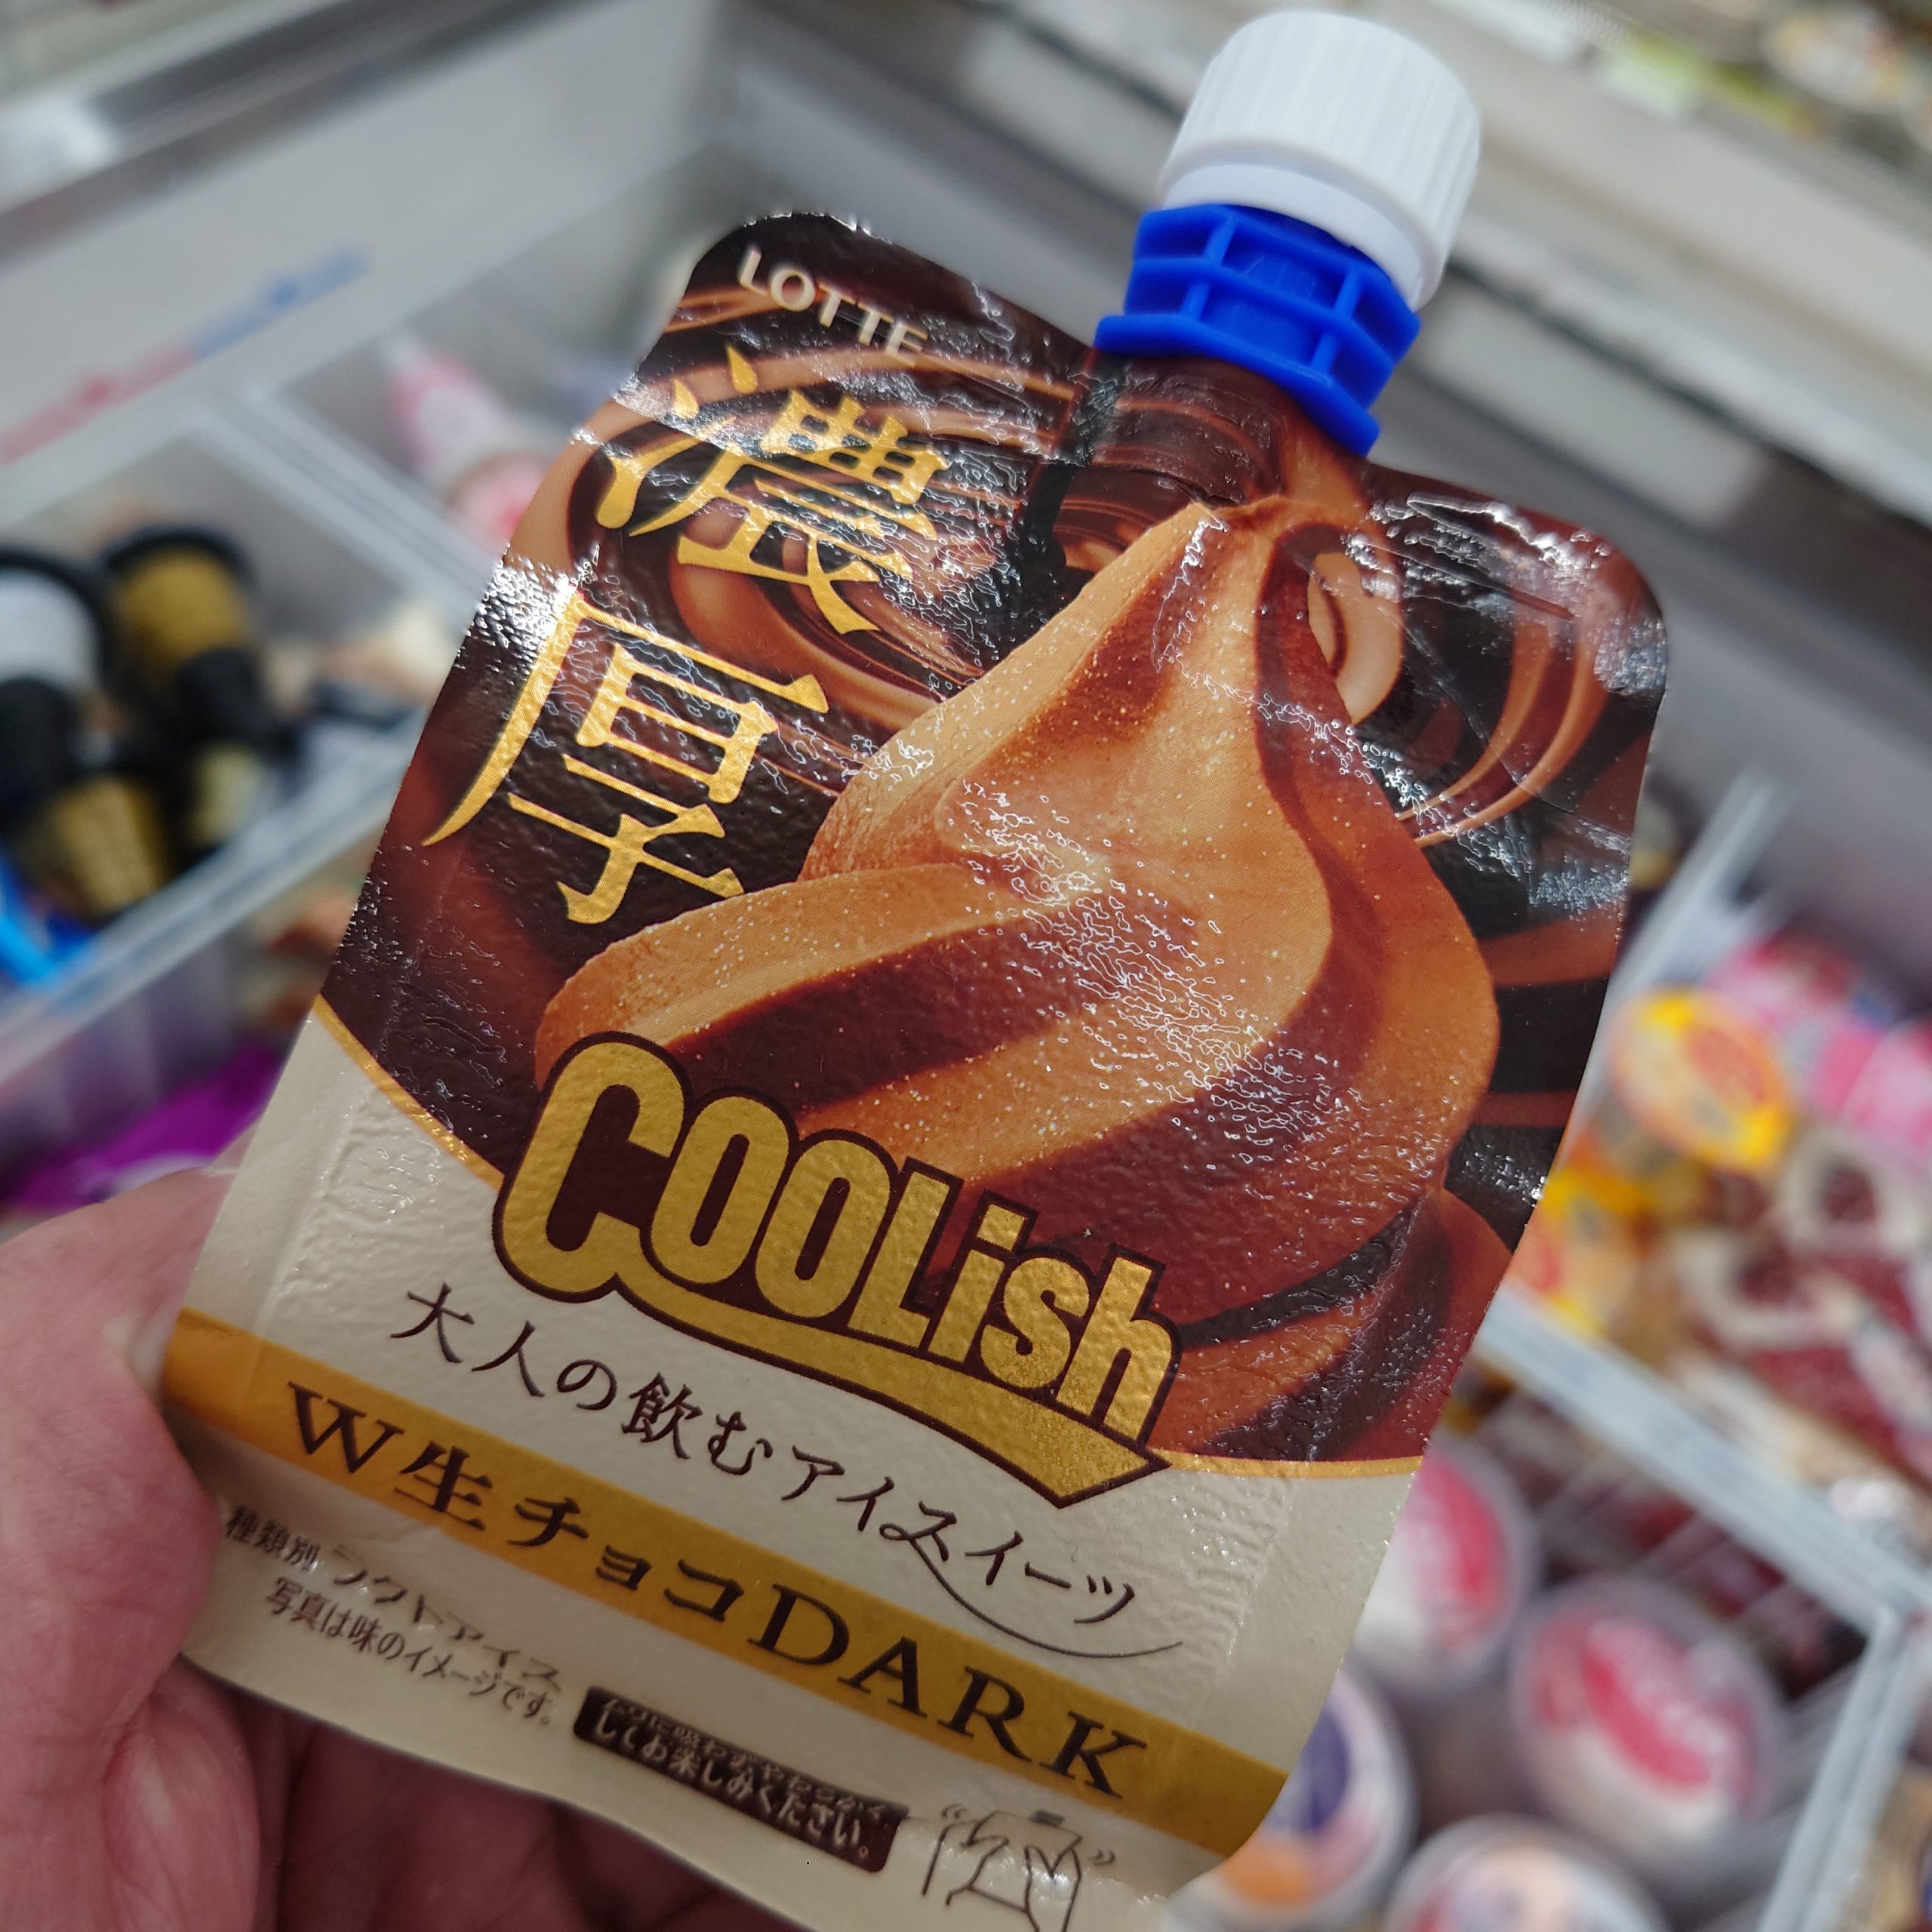 LOTTE
濃厚
COOLish
大人の飲むアイスイーツ
W生チョコDARK
種類別 ラクトアイス
写真は味のイメージです。
してお楽しみください。